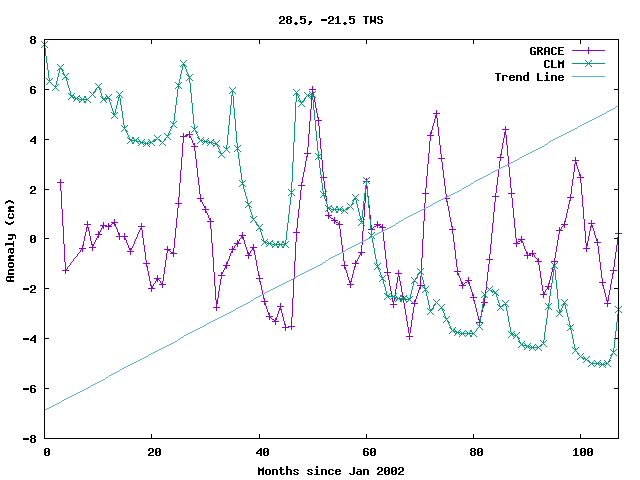 28.5, -21.5 TWS
GRACE
CLM
Trend Line
8
6
4
2
0
-2
-4
-6
-8
Anomaly (cm)
0 20 40 60 80 100
Months since Jan 2002